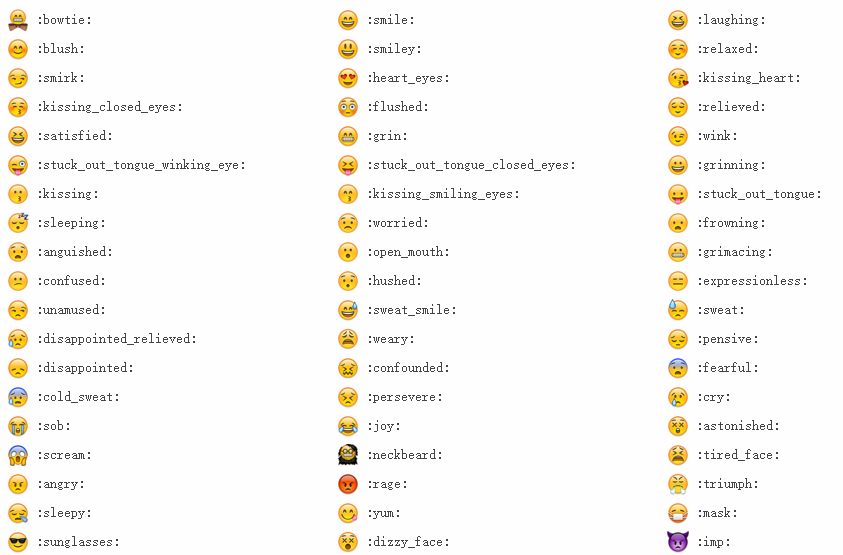 :bowtie: :smile: :laughing:
:blush: :smiley: :relaxed:
:smirk: :heart_eyes: :kissing_heart:
:kissing_closed_eyes: :flushed: :relieved:
:satisfied: :grin: :wink:
:stuck_out_tongue_winking_eye: :stuck_out_tongue_closed_eyes: :grinning:
:kissing: :kissing_smiling_eyes: :stuck_out_tongue:
:sleeping: :worried: :frowning:
:anguished: :open_mouth: :grimacing:
:confused: :hushed: :expressionless:
:unamused: :sweat_smile: :sweat:
:disappointed_relieved: :weary: :pensive:
:disappointed: :confounded: :fearful:
:cold_sweat: :persevere: :cry:
:sob: :joy: :astonished:
:scream: :neckbeard: :tired_face:
:angry: :rage: :triumph:
:sleepy: :yum: :mask:
:sunglasses: :dizzy_face: :imp: